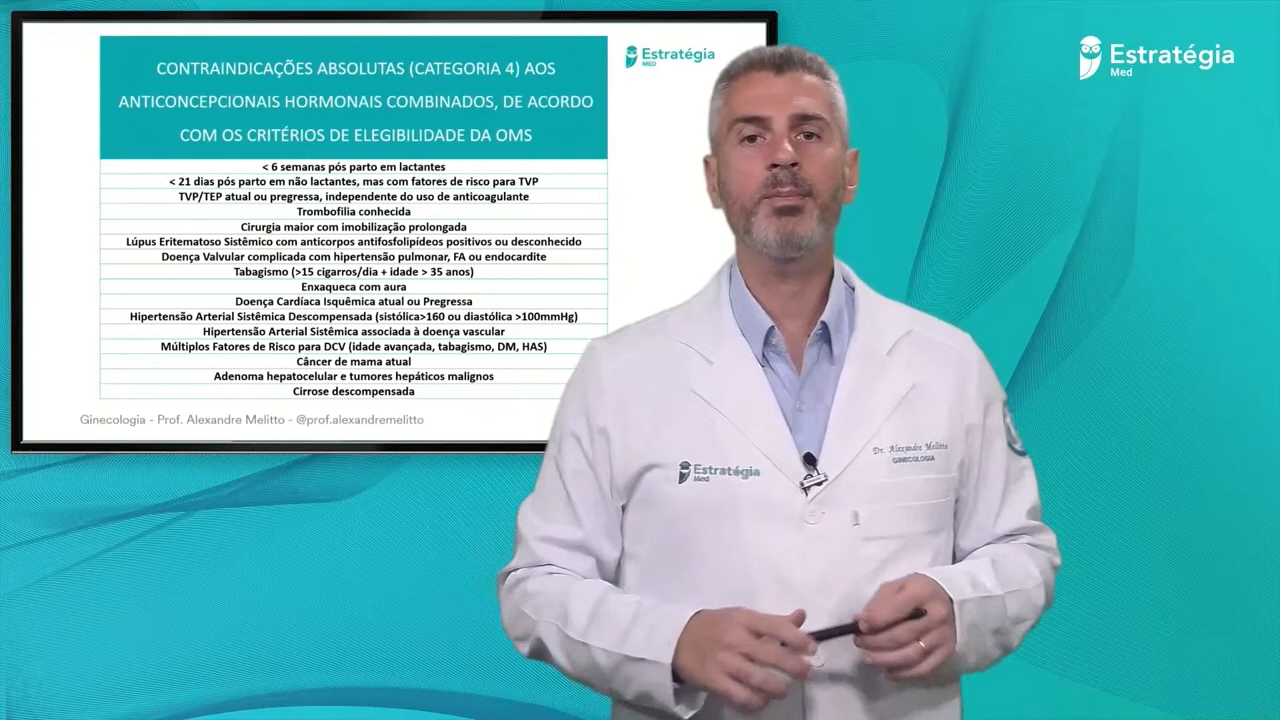 CONTRAINDICAÇÕES ABSOLUTAS (CATEGORIA 4) AOS
ANTICONCEPCIONAIS HORMONAIS COMBINADOS, DE ACORDO
COM OS CRITÉRIOS DE ELEGIBILIDADE DA OMS
< 6 semanas pós parto em lactantes
< 21 dias pós parto em não lactantes, mas com fatores de risco para TVP
TVP/TEP atual ou pregressa, independente do uso de anticoagulante
Trombofilia conhecida
Cirurgia maior com imobilização prolongada
Lúpus Eritematoso Sistêmico com anticorpos antifosfolipídeos positivos ou desconhecido
Doença Valvular complicada com hipertensão pulmonar, FA ou endocardite
Tabagismo (>15 cigarros/dia + idade > 35 anos)
Enxaqueca com aura
Doença Cardíaca Isquêmica atual ou Pregressa
Hipertensão Arterial Sistêmica Descompensada (sistólica>160 ou diastólica >100mmHg)
Hipertensão Arterial Sistêmica associada à doença vascular
Múltiplos Fatores de Risco para DCV (idade avançada, tabagismo, DM, HAS)
Câncer de mama atual
Adenoma hepatocelular e tumores hepáticos malignos
Cirrose descompensada
Ginecologia - Prof. Alexandre Melitto - @prof.alexandremelitto
Estratégia
MED
Estratégia
Med
Dr. Alexandre Melitto
GINECOLOGIA
Estratégia
Med